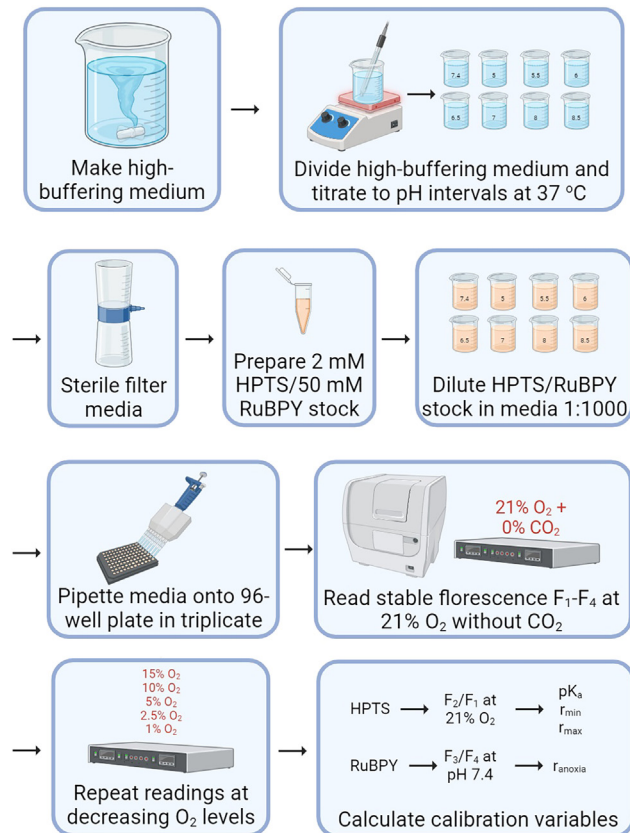 Make high-
buffering medium
7.4 5 5.5 6
6.5 7 8 8.5
Divide high-buffering medium and
titrate to pH intervals at 37 ºC
Sterile filter
media
Prepare 2 mM
HPTS/50 mM
RuBPY stock
7.4 5 5.5 6
6.5 7 8 8.5
Dilute HPTS/RuBPY
stock in media 1:1000
Pipette media onto 96-
well plate in triplicate
21% O₂ +
0% CO₂
Read stable florescence F₁-F₄ at
21% O₂ without CO₂
15% O₂
10% O₂
5% O₂
2.5% O₂
1% O₂
Repeat readings at
decreasing O₂ levels
HPTS
F₂/F₁ at
21% O₂
pKₐ
rₘᵢₙ
rₘₐₓ
RuBPY
F₃/F₄ at
pH 7.4
rₐₙₒₓᵢₐ
Calculate calibration variables